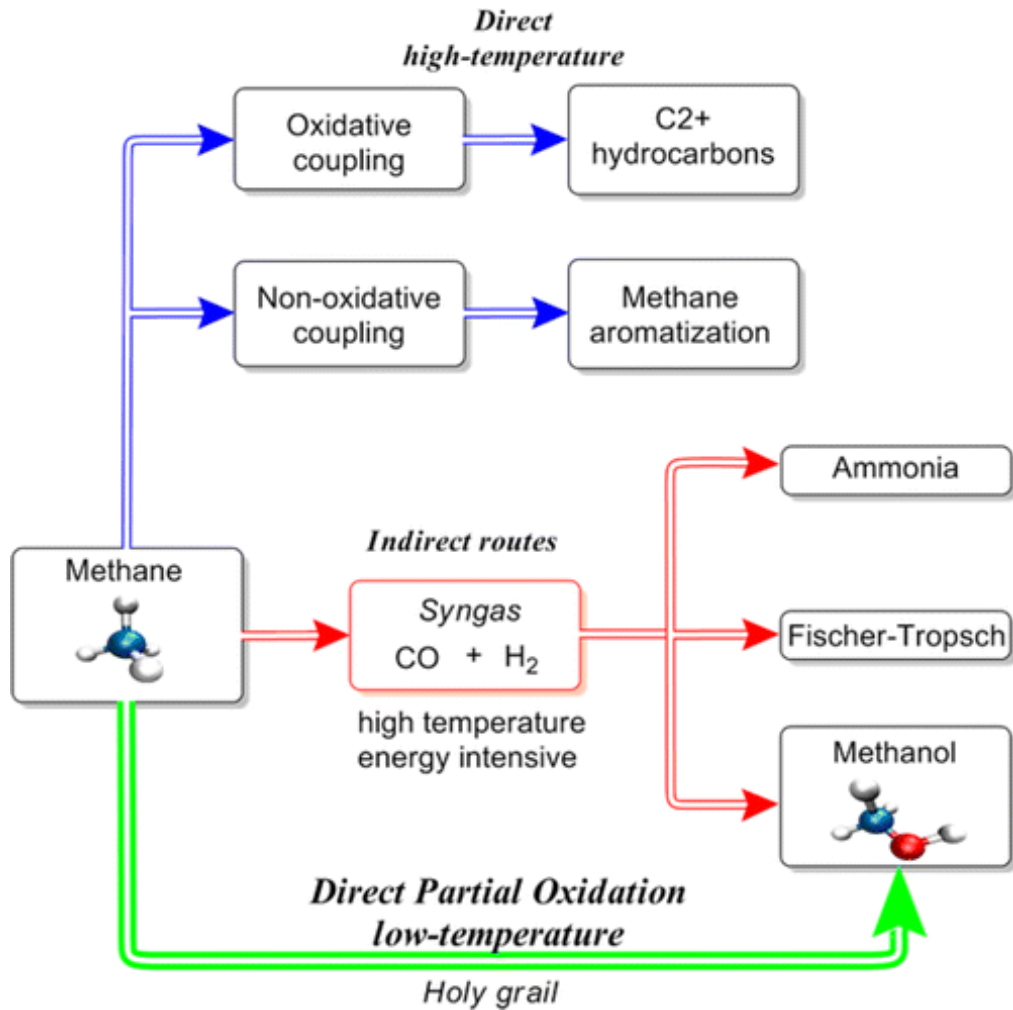 Direct
high-temperature
Oxidative
coupling
C2+
hydrocarbons
Non-oxidative
coupling
Methane
aromatization
Ammonia
Indirect routes
Methane
Syngas
CO + H₂
Fischer-Tropsch
high temperature
energy intensive
Methanol
Direct Partial Oxidation
low-temperature
Holy grail